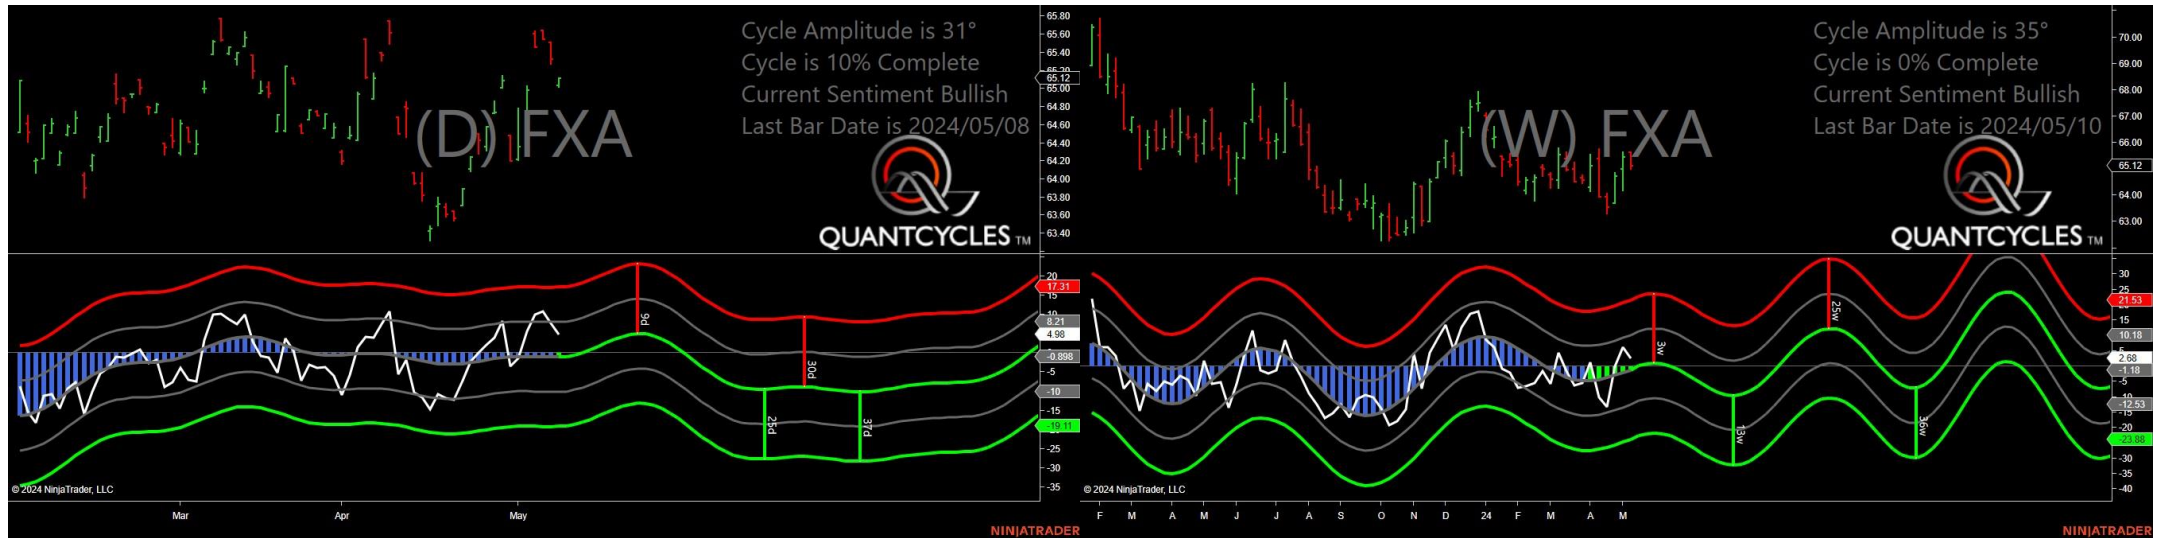 Cycle Amplitude is 31°
Cycle is 10% Complete
Current Sentiment Bullish
Last Bar Date is 2024/05/08
(D) FXA
QUANTCYCLES TM
65.80
65.60
65.40
65.12
65.00
64.80
64.60
64.40
64.20
64.00
63.80
63.60
63.40
20
17.31
15
8.21
4.98
-0.898
-5
-10
-15
-19.11
-25
-30
-35
9d
30d
25d
37d
© 2024 NinjaTrader, LLC
Mar Apr May
NINJATRADER
Cycle Amplitude is 35°
Cycle is 0% Complete
Current Sentiment Bullish
Last Bar Date is 2024/05/10
(W) FXA
QUANTCYCLES TM
70.00
69.00
68.00
67.00
66.00
65.12
64.00
63.00
30
25
21.53
15
10.18
2.68
-1.18
-5
-12.53
-15
-20
-23.88
-30
-35
-40
3w
25w
13w
36w
© 2024 NinjaTrader, LLC
F M A M J J A S O N D 24 F M A M
NINJATRADER